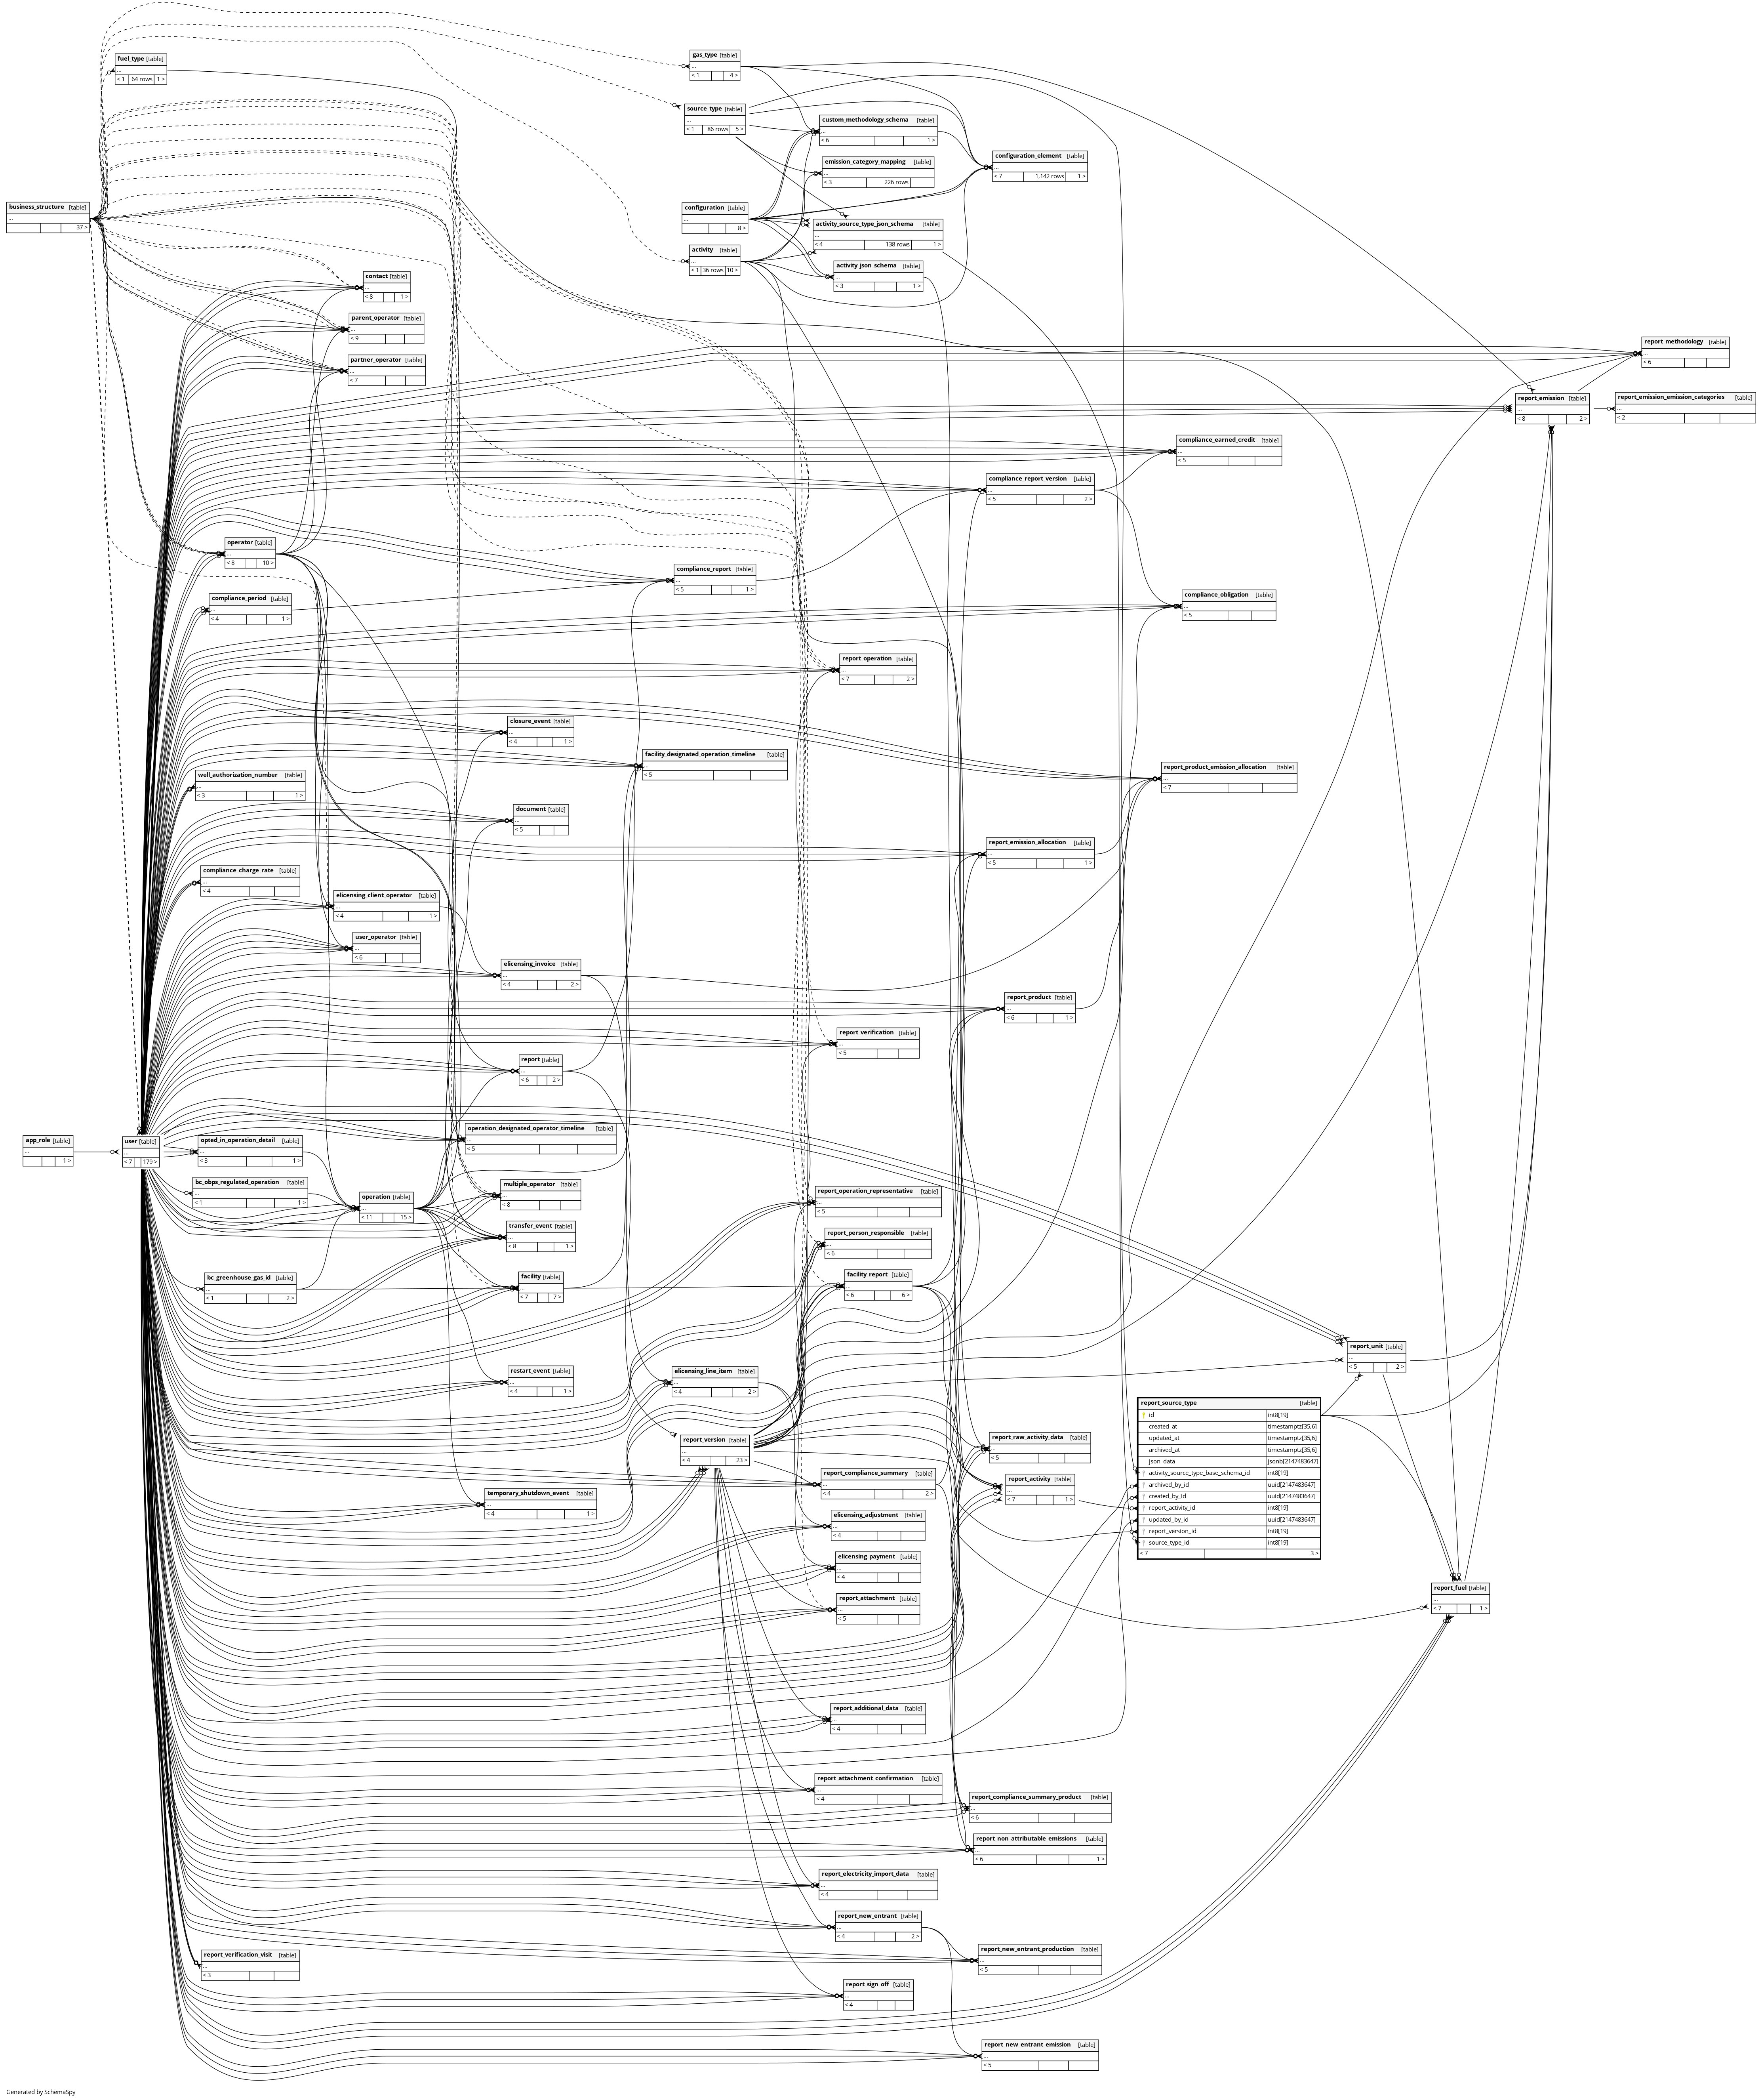 gas_type [table]
...
< 1 4 >
fuel_type [table]
...
< 1 64 rows 1 >
source_type [table]
...
< 1 86 rows 5 >
custom_methodology_schema [table]
...
< 6 1 >
configuration_element [table]
...
< 7 1,142 rows 1 >
emission_category_mapping [table]
...
< 3 226 rows
business_structure [table]
...
37 >
configuration [table]
...
8 >
activity_source_type_json_schema [table]
...
< 4 138 rows 1 >
activity [table]
...
< 1 36 rows 10 >
activity_json_schema [table]
...
< 3 1 >
contact [table]
...
< 8 1 >
parent_operator [table]
...
< 9
report_methodology [table]
...
< 6
partner_operator [table]
...
< 7
report_emission [table]
...
< 8 2 >
report_emission_emission_categories [table]
...
< 2
compliance_earned_credit [table]
...
< 5
compliance_report_version [table]
...
< 5 2 >
operator [table]
...
< 8 10 >
compliance_report [table]
...
< 5 1 >
compliance_period [table]
...
< 4 1 >
compliance_obligation [table]
...
< 5
report_operation [table]
...
< 7 2 >
closure_event [table]
...
< 4 1 >
facility_designated_operation_timeline [table]
...
< 5
well_authorization_number [table]
...
< 3 1 >
report_product_emission_allocation [table]
...
< 7
document [table]
...
< 5
report_emission_allocation [table]
...
< 5 1 >
compliance_charge_rate [table]
...
< 4
elicensing_client_operator [table]
...
< 4 1 >
user_operator [table]
...
< 6
elicensing_invoice [table]
...
< 4 2 >
report_product [table]
...
< 6 1 >
report_verification [table]
...
< 5
report [table]
...
< 6 2 >
operation_designated_operator_timeline [table]
...
< 5
app_role [table]
...
1 >
user [table]
...
< 7 179 >
opted_in_operation_detail [table]
...
< 3 1 >
bc_obps_regulated_operation [table]
...
< 1 1 >
operation [table]
...
< 11 15 >
multiple_operator [table]
...
< 8
report_operation_representative [table]
...
< 5
transfer_event [table]
...
< 8 1 >
report_person_responsible [table]
...
< 6
bc_greenhouse_gas_id [table]
...
< 1 2 >
facility [table]
...
< 7 7 >
facility_report [table]
...
< 6 6 >
report_unit [table]
...
< 5 2 >
restart_event [table]
...
< 4 1 >
elicensing_line_item [table]
...
< 4 2 >
report_source_type [table]
id int8[19]
created_at timestamptz[35,6]
updated_at timestamptz[35,6]
archived_at timestamptz[35,6]
json_data jsonb[2147483647]
activity_source_type_base_schema_id int8[19]
archived_by_id uuid[2147483647]
created_by_id uuid[2147483647]
report_activity_id int8[19]
updated_by_id uuid[2147483647]
report_version_id int8[19]
source_type_id int8[19]
< 7 3 >
report_version [table]
...
< 4 23 >
report_raw_activity_data [table]
...
< 5
report_compliance_summary [table]
...
< 4 2 >
report_activity [table]
...
< 7 1 >
temporary_shutdown_event [table]
...
< 4 1 >
elicensing_adjustment [table]
...
< 4
elicensing_payment [table]
...
< 4
report_fuel [table]
...
< 7 1 >
report_attachment [table]
...
< 5
report_additional_data [table]
...
< 4
report_attachment_confirmation [table]
...
< 4
report_compliance_summary_product [table]
...
< 6
report_non_attributable_emissions [table]
...
< 6 1 >
report_electricity_import_data [table]
...
< 4
report_new_entrant [table]
...
< 4 2 >
report_verification_visit [table]
...
< 3
report_new_entrant_production [table]
...
< 5
report_sign_off [table]
...
< 4
report_new_entrant_emission [table]
...
< 5
Generated by SchemaSpy